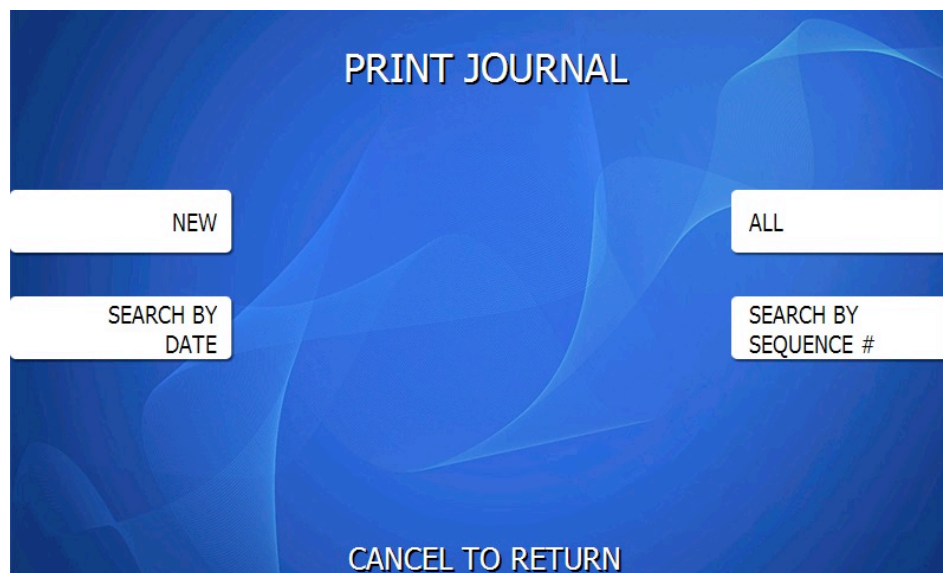 PRINT JOURNAL
NEW
ALL
SEARCH BY
DATE
SEARCH BY
SEQUENCE #
CANCEL TO RETURN